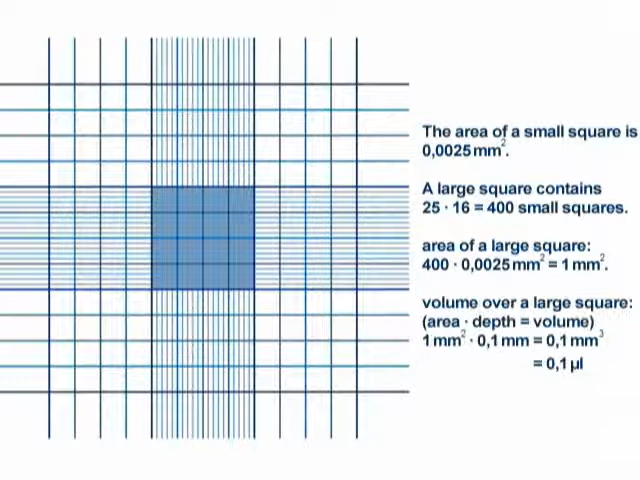 The area of a small square is
0,0025 mm².
A large square contains
25 · 16 = 400 small squares.
area of a large square:
400 · 0,0025 mm² = 1 mm².
volume over a large square:
(area · depth = volume)
1 mm² · 0,1 mm = 0,1 mm³
= 0,1 µl